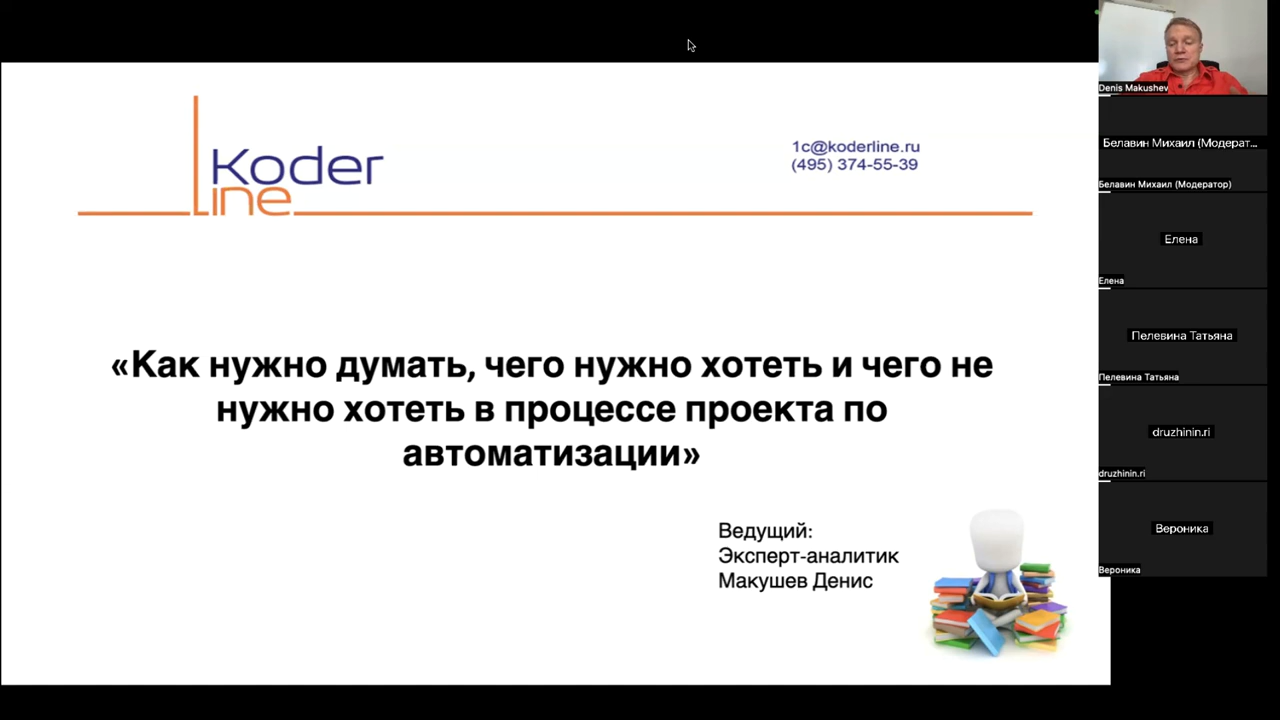 Koder
line
1c@koderline.ru
(495) 374-55-39
«Как нужно думать, чего нужно хотеть и чего не
нужно хотеть в процессе проекта по
автоматизации»
Ведущий:
Эксперт-аналитик
Макушев Денис
Denis Makushev
Белавин Михаил (Модерат...
Белавин Михаил (Модератор)
Елена
Елена
Пелевина Татьяна
Пелевина Татьяна
druzhinin.ri
druzhinin.ri
Вероника
Вероника